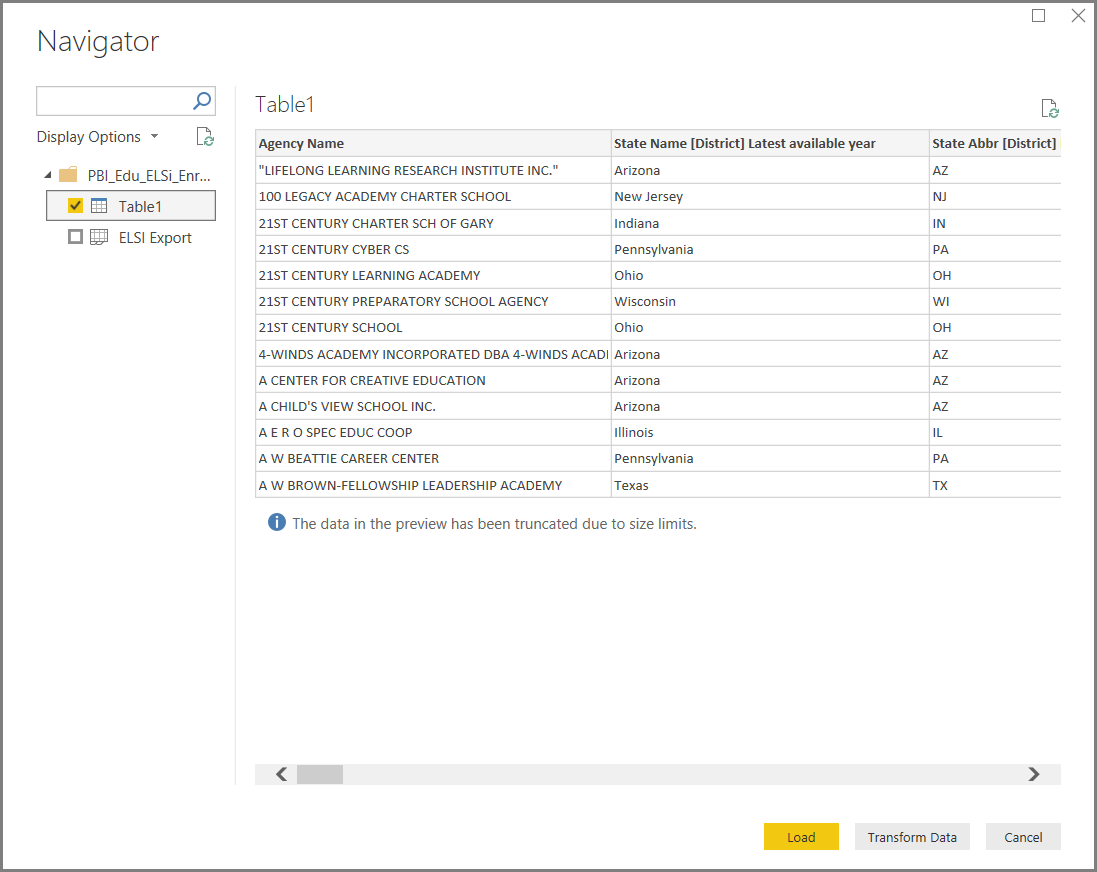 Navigator
Display Options
PBI_Edu_ELSi_Enr...
Table1
ELSI Export
Table1
Agency Name State Name [District] Latest available year State Abbr [District]
"LIFELONG LEARNING RESEARCH INSTITUTE INC." Arizona AZ
100 LEGACY ACADEMY CHARTER SCHOOL New Jersey NJ
21ST CENTURY CHARTER SCH OF GARY Indiana IN
21ST CENTURY CYBER CS Pennsylvania PA
21ST CENTURY LEARNING ACADEMY Ohio OH
21ST CENTURY PREPARATORY SCHOOL AGENCY Wisconsin WI
21ST CENTURY SCHOOL Ohio OH
4-WINDS ACADEMY INCORPORATED DBA 4-WINDS ACADI Arizona AZ
A CENTER FOR CREATIVE EDUCATION Arizona AZ
A CHILD'S VIEW SCHOOL INC. Arizona AZ
A E R O SPEC EDUC COOP Illinois IL
A W BEATTIE CAREER CENTER Pennsylvania PA
A W BROWN-FELLOWSHIP LEADERSHIP ACADEMY Texas TX
The data in the preview has been truncated due to size limits.
Load Transform Data Cancel